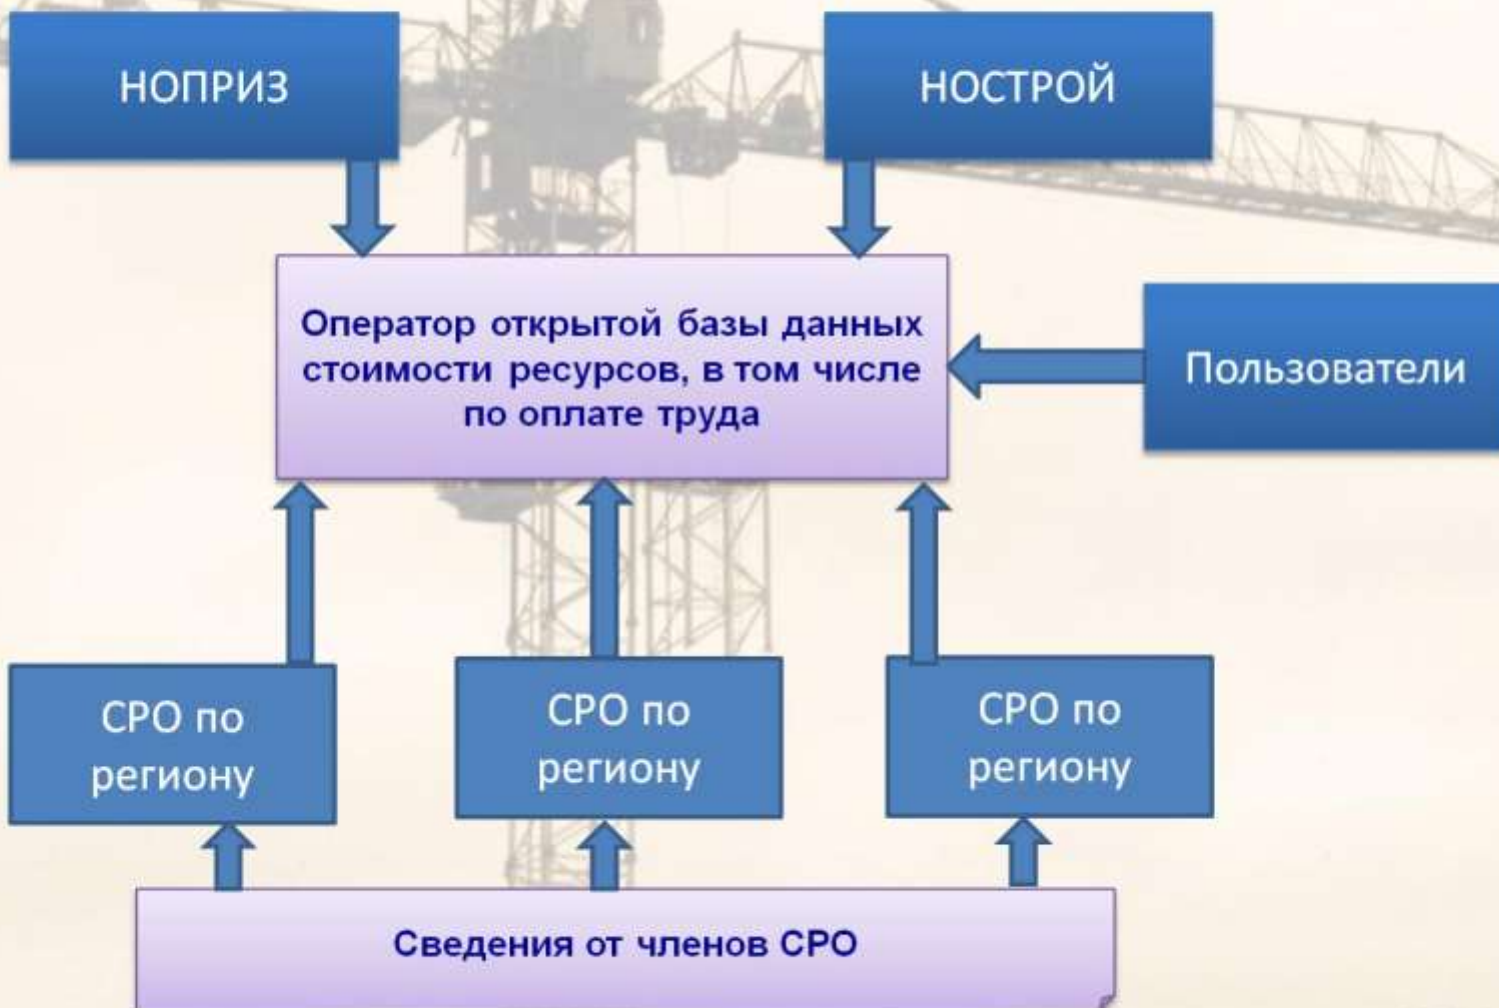 НОПРИЗ
НОСТРОЙ
Оператор открытой базы данных
стоимости ресурсов, в том числе
по оплате труда
Пользователи
СРО по
региону
СРО по
региону
СРО по
региону
Сведения от членов СРО